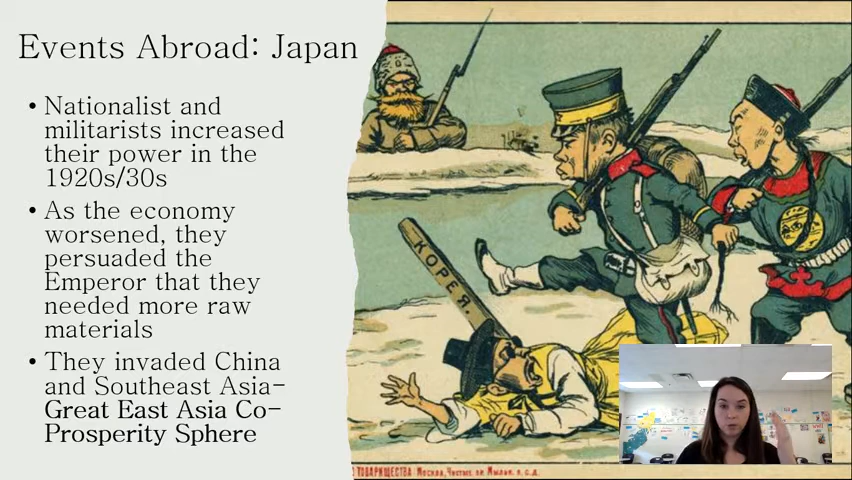 Events Abroad: Japan
• Nationalist and
militarists increased
their power in the
1920s/30s
• As the economy
worsened, they
persuaded the
Emperor that they
needed more raw
materials
• They invaded China
and Southeast Asia-
Great East Asia Co-
Prosperity Sphere
КОРЕЯ.
ТОВАРИЩЕСТВА